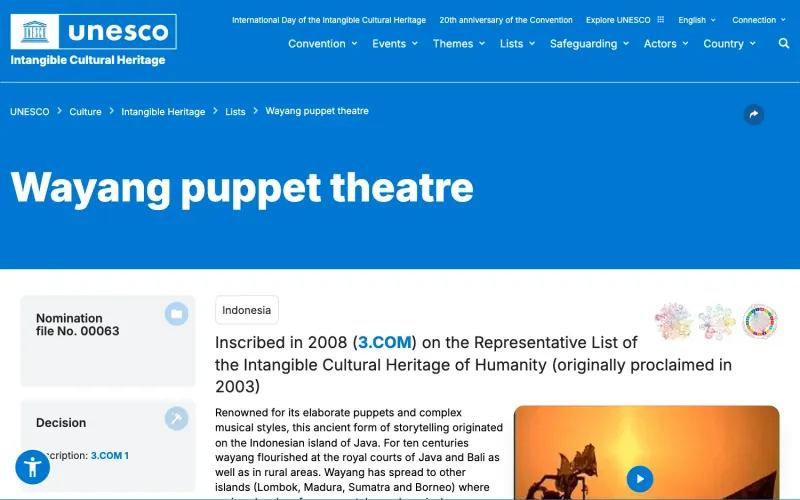 International Day of the Intangible Cultural Heritage 20th anniversary of the Convention Explore UNESCO English Connection
unesco
Intangible Cultural Heritage
Convention Events Themes Lists Safeguarding Actors Country
UNESCO Culture Intangible Heritage Lists Wayang puppet theatre
Wayang puppet theatre
Nomination
file No. 00063
Decision
cription: 3.COM 1
Indonesia
Inscribed in 2008 (3.COM) on the Representative List of
the Intangible Cultural Heritage of Humanity (originally proclaimed in
2003)
Renowned for its elaborate puppets and complex
musical styles, this ancient form of storytelling originated
on the Indonesian island of Java. For ten centuries
wayang flourished at the royal courts of Java and Bali as
well as in rural areas. Wayang has spread to other
islands (Lombok, Madura, Sumatra and Borneo) where